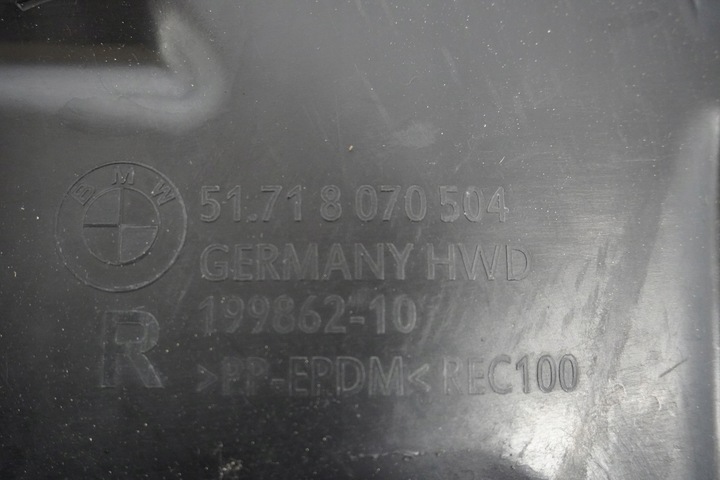 BMW
51.71 8 070 504
GERMANY HWD
199862-10
R
>PP-EPDM< REC100